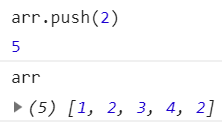 arr.push(2)
5
arr
▶ (5) [1, 2, 3, 4, 2]